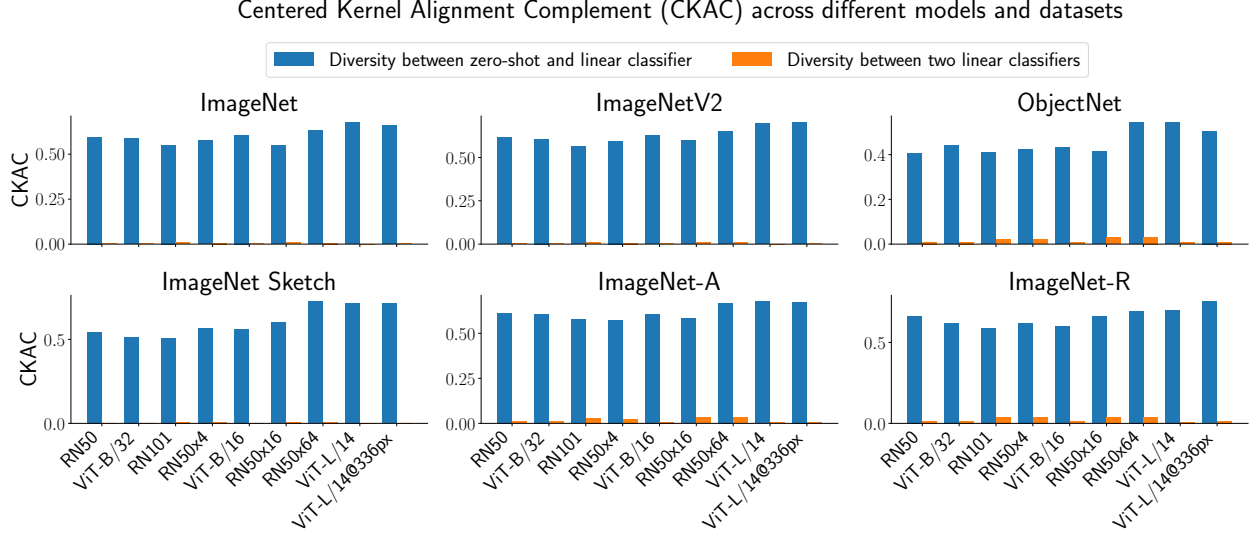 Centered Kernel Alignment Complement (CKAC) across different models and datasets
Diversity between zero-shot and linear classifier
Diversity between two linear classifiers
ImageNet
ImageNetV2
ObjectNet
CKAC
0.50
0.25
0.00
0.50
0.25
0.00
0.4
0.2
0.0
ImageNet Sketch
ImageNet-A
ImageNet-R
CKAC
0.5
0.0
0.50
0.25
0.00
0.5
0.0
RN50
ViT-B/32
RN101
RN50x4
ViT-B/16
RN50x16
RN50x64
ViT-L/14
ViT-L/14@336px
RN50
ViT-B/32
RN101
RN50x4
ViT-B/16
RN50x16
RN50x64
ViT-L/14
ViT-L/14@336px
RN50
ViT-B/32
RN101
RN50x4
ViT-B/16
RN50x16
RN50x64
ViT-L/14
ViT-L/14@336px